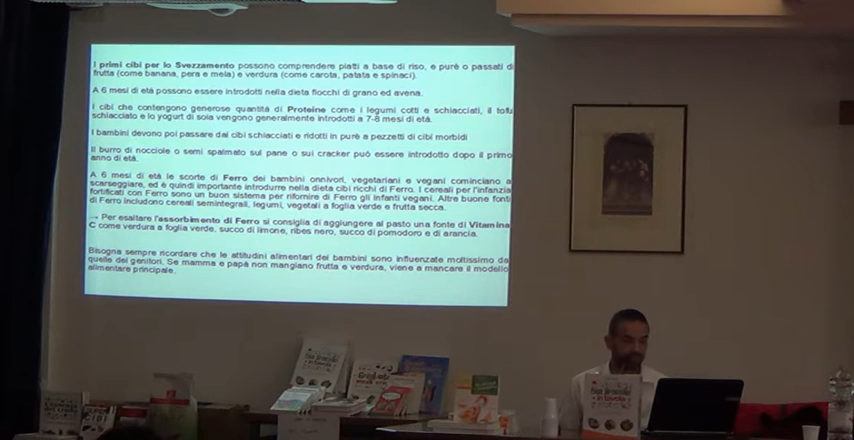 I primi cibi per lo Svezzamento possono comprendere piatti a base di riso, e purè o passati di
frutta (come banana, pera e mela) e verdura (come carota, patata e spinaci).
A 6 mesi di età possono essere introdotti nella dieta fiocchi di grano ed avena.
I cibi che contengono generose quantità di Proteine come i legumi cotti e schiacciati, il tofu
schiacciato e lo yogurt di soia vengono generalmente introdotti a 7-8 mesi di età.
I bambini devono poi passare dai cibi schiacciati e ridotti in purè a pezzetti di cibi morbidi
Il burro di nocciole o semi spalmato sul pane o sui cracker può essere introdotto dopo il primo
anno di età.
A 6 mesi di età le scorte di Ferro dei bambini onnivori, vegetariani e vegani cominciano a
scarseggiare, ed è quindi importante introdurre nella dieta cibi ricchi di Ferro. I cereali per l'infanzia
fortificati con Ferro sono un buon sistema per rifornire di Ferro gli infanti vegani. Altre buone fonti
di Ferro includono cereali semintegrali, legumi, vegetali a foglia verde e frutta secca.
→ Per esaltare l'assorbimento di Ferro si consiglia di aggiungere al pasto una fonte di Vitamina
C come verdura a foglia verde, succo di limone, ribes nero, succo di pomodoro e di arancia.
Bisogna sempre ricordare che le attitudini alimentari dei bambini sono influenzate moltissimo da
quelle dei genitori. Se mamma e papà non mangiano frutta e verdura, viene a mancare il modello
alimentare principale.
in tavola